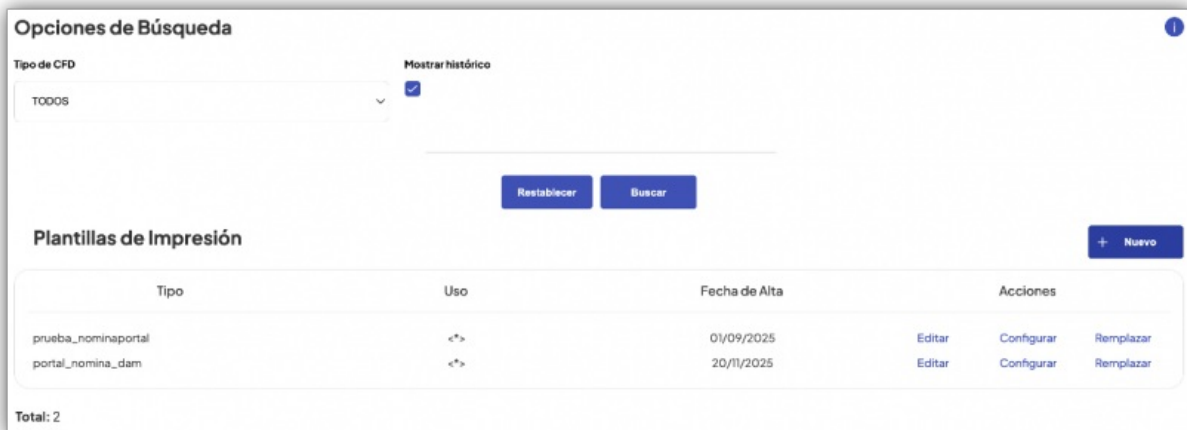 Opciones de Búsqueda
Tipo de CFD Mostrar histórico
TODOS
Restablecer Buscar
Plantillas de Impresión + Nuevo
Tipo Uso Fecha de Alta Acciones
prueba_nominaportal <*> 01/09/2025 Editar Configurar Remplazar
portal_nomina_dam <*> 20/11/2025 Editar Configurar Remplazar
Total: 2